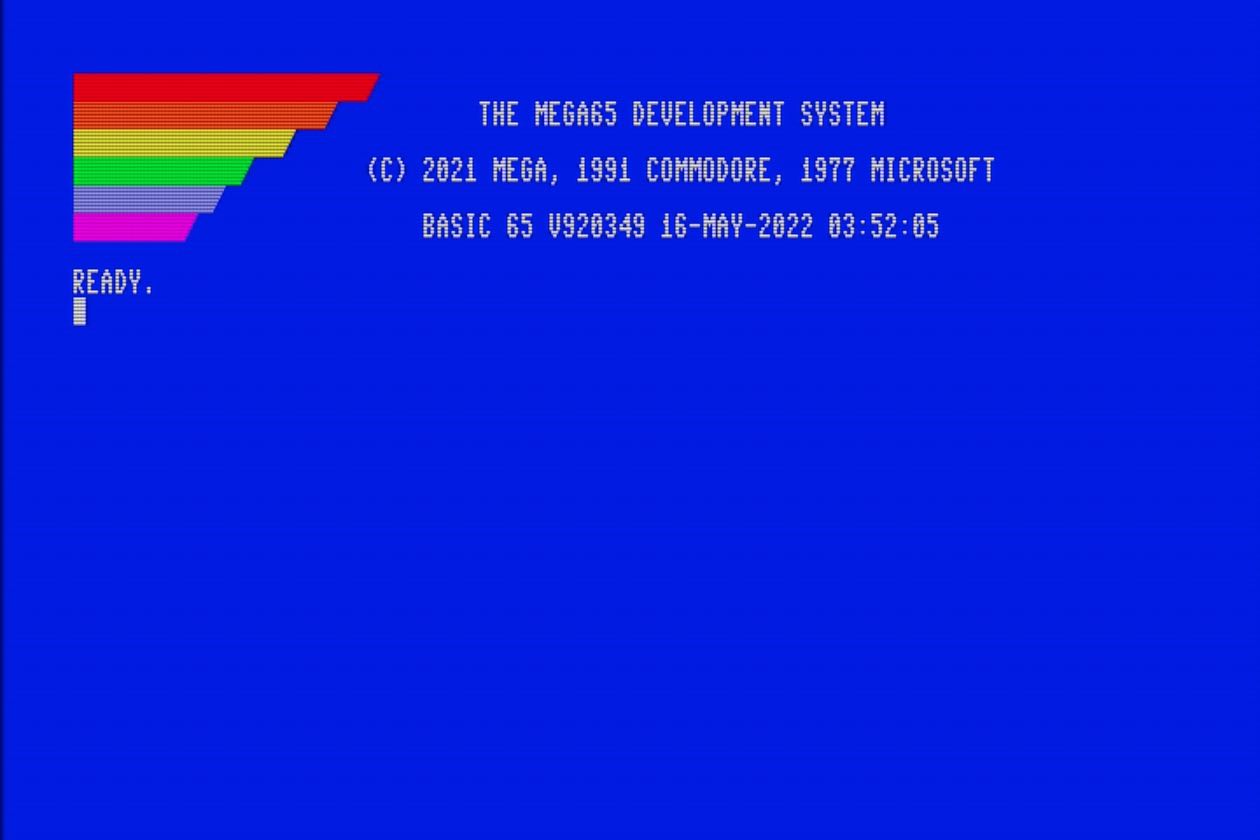 THE MEGA65 DEVELOPMENT SYSTEM
(C) 2021 MEGA, 1991 COMMODORE, 1977 MICROSOFT
BASIC 65 V920349 16-MAY-2022 03:52:05
READY.